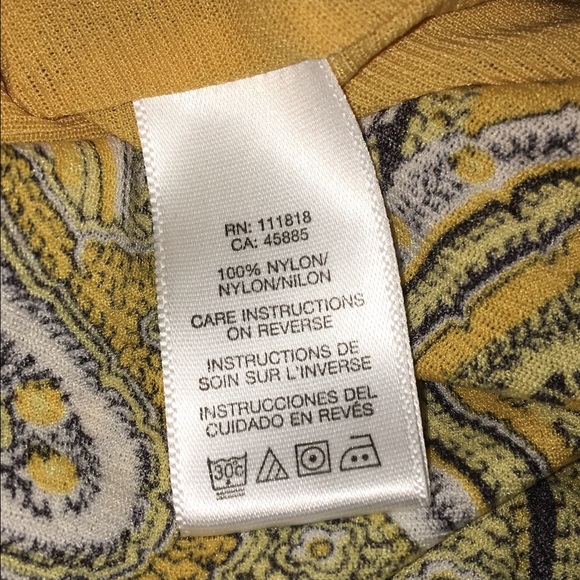 RN: 111818
CA: 45885
100% NYLON/
NYLON/NILON
CARE INSTRUCTIONS
ON REVERSE
INSTRUCTIONS DE
SOIN SUR L'INVERSE
INSTRUCCIONES DEL
CUIDADO EN REVÉS
30°C